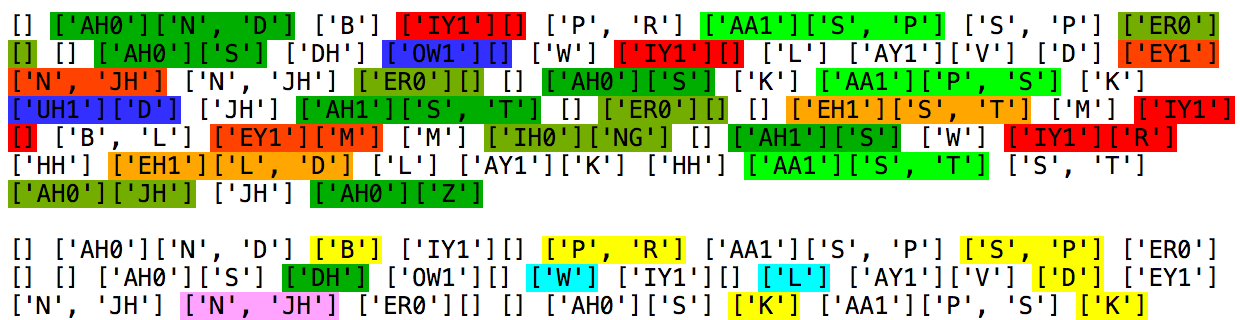 [] ['AH0']['N', 'D'] ['B'] ['IY1'][] ['P', 'R'] ['AA1']['S', 'P'] ['S', 'P'] ['ER0']
[] [] ['AH0']['S'] ['DH'] ['OW1'][] ['W'] ['IY1'][] ['L'] ['AY1']['V'] ['D'] ['EY1']
['N', 'JH'] ['N', 'JH'] ['ER0'][] [] ['AH0']['S'] ['K'] ['AA1']['P', 'S'] ['K']
['UH1']['D'] ['JH'] ['AH1']['S', 'T'] [] ['ER0'][] [] ['EH1']['S', 'T'] ['M'] ['IY1']
[] ['B', 'L'] ['EY1']['M'] ['M'] ['IH0']['NG'] [] ['AH1']['S'] ['W'] ['IY1']['R']
['HH'] ['EH1']['L', 'D'] ['L'] ['AY1']['K'] ['HH'] ['AA1']['S', 'T'] ['S', 'T']
['AH0']['JH'] ['JH'] ['AH0']['Z']
[] ['AH0']['N', 'D'] ['B'] ['IY1'][] ['P', 'R'] ['AA1']['S', 'P'] ['S', 'P'] ['ER0']
[] [] ['AH0']['S'] ['DH'] ['OW1'][] ['W'] ['IY1'][] ['L'] ['AY1']['V'] ['D'] ['EY1']
['N', 'JH'] ['N', 'JH'] ['ER0'][] [] ['AH0']['S'] ['K'] ['AA1']['P', 'S'] ['K']